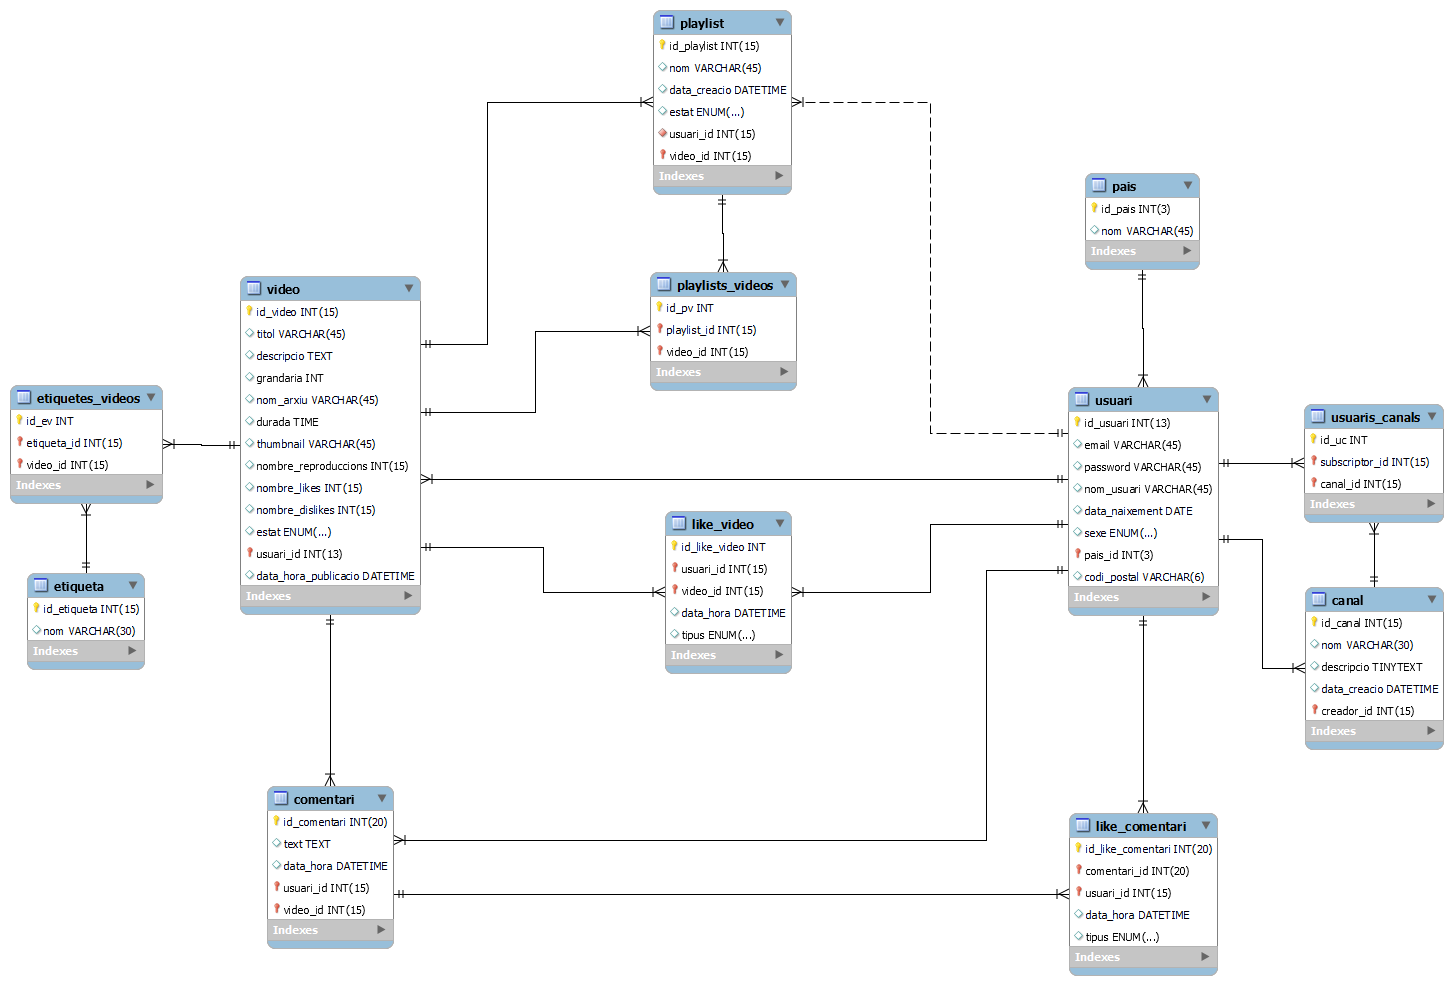 playlist
id_playlist INT(15)
nom VARCHAR(45)
data_creacio DATETIME
estat ENUM(...)
usuari_id INT(15)
video_id INT(15)
Indexes
pais
id_pais INT(3)
nom VARCHAR(45)
Indexes
playlists_videos
id_pv INT
playlist_id INT(15)
video_id INT(15)
Indexes
video
id_video INT(15)
titol VARCHAR(45)
descripcio TEXT
grandaria INT
nom_arxiu VARCHAR(45)
durada TIME
thumbnail VARCHAR(45)
nombre_reproduccions INT(15)
nombre_likes INT(15)
nombre_dislikes INT(15)
estat ENUM(...)
usuari_id INT(13)
data_hora_publicacio DATETIME
Indexes
etiquetes_videos
id_ev INT
etiqueta_id INT(15)
video_id INT(15)
Indexes
usuari
id_usuari INT(13)
email VARCHAR(45)
password VARCHAR(45)
nom_usuari VARCHAR(45)
data_naixement DATE
sexe ENUM(...)
pais_id INT(3)
codi_postal VARCHAR(6)
Indexes
usuaris_canals
id_uc INT
subscriptor_id INT(15)
canal_id INT(15)
Indexes
like_video
id_like_video INT
usuari_id INT(15)
video_id INT(15)
data_hora DATETIME
tipus ENUM(...)
Indexes
etiqueta
id_etiqueta INT(15)
nom VARCHAR(30)
Indexes
canal
id_canal INT(15)
nom VARCHAR(30)
descripcio TINYTEXT
data_creacio DATETIME
creador_id INT(15)
Indexes
comentari
id_comentari INT(20)
text TEXT
data_hora DATETIME
usuari_id INT(15)
video_id INT(15)
Indexes
like_comentari
id_like_comentari INT(20)
comentari_id INT(20)
usuari_id INT(15)
data_hora DATETIME
tipus ENUM(...)
Indexes